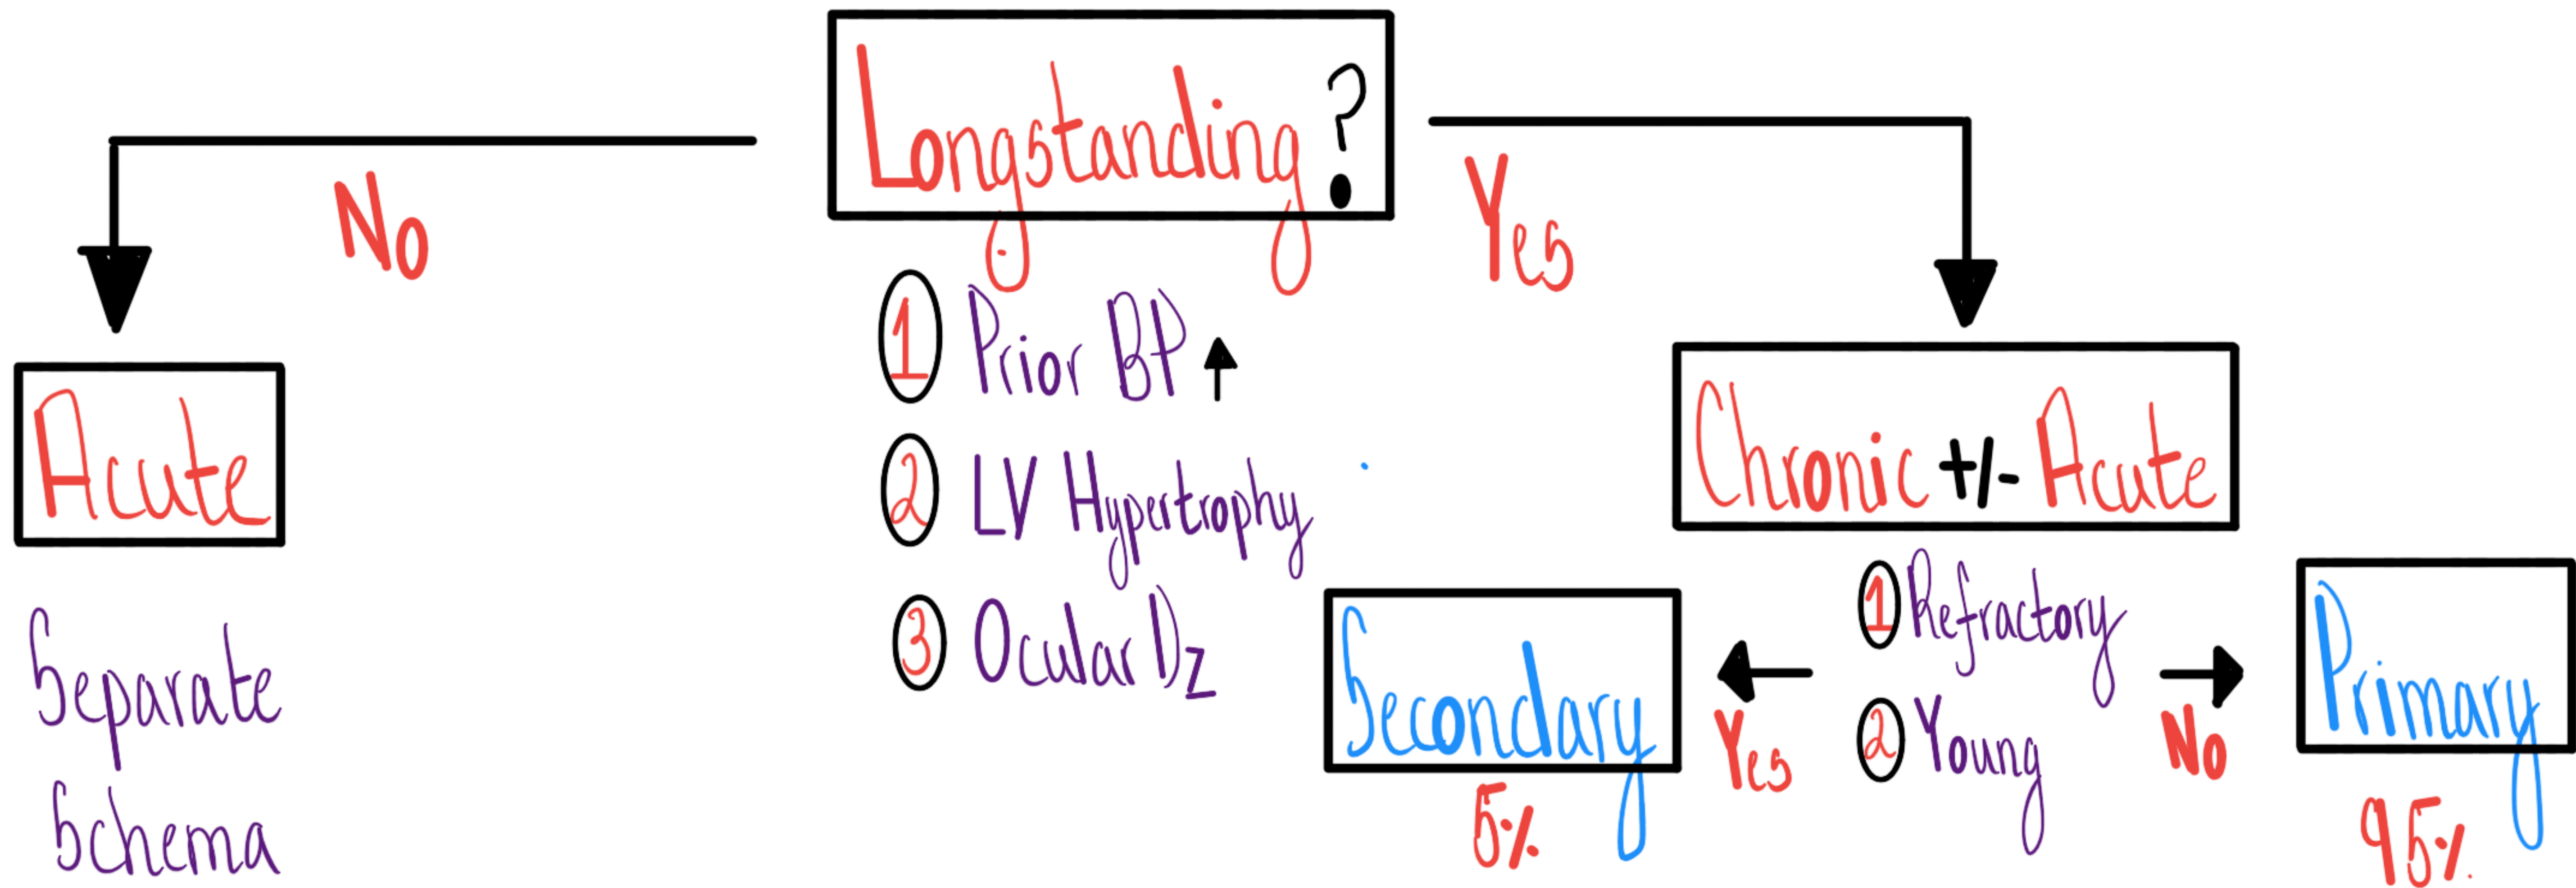 Longstanding?
No
Yes
1 Prior BP ↑
2 LV Hypertrophy
3 Ocular Dz
Acute
Separate
Schema
Chronic +/- Acute
1 Refractory
2 Young
Yes
No
Secondary
5%
Primary
95%